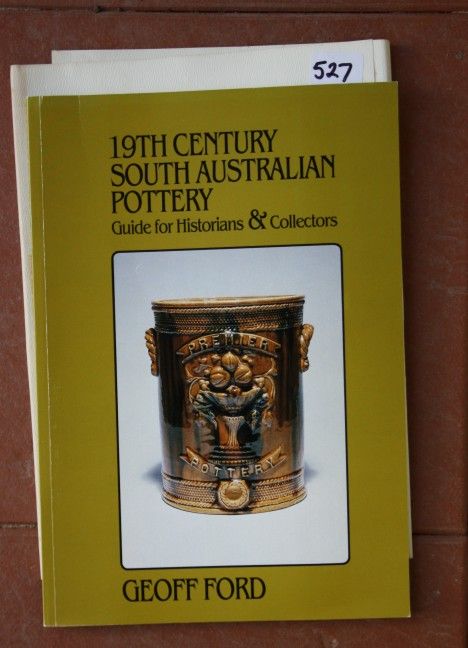 527
19TH CENTURY
SOUTH AUSTRALIAN
POTTERY
Guide for Historians & Collectors
PREMIER
POTTERY
GEOFF FORD